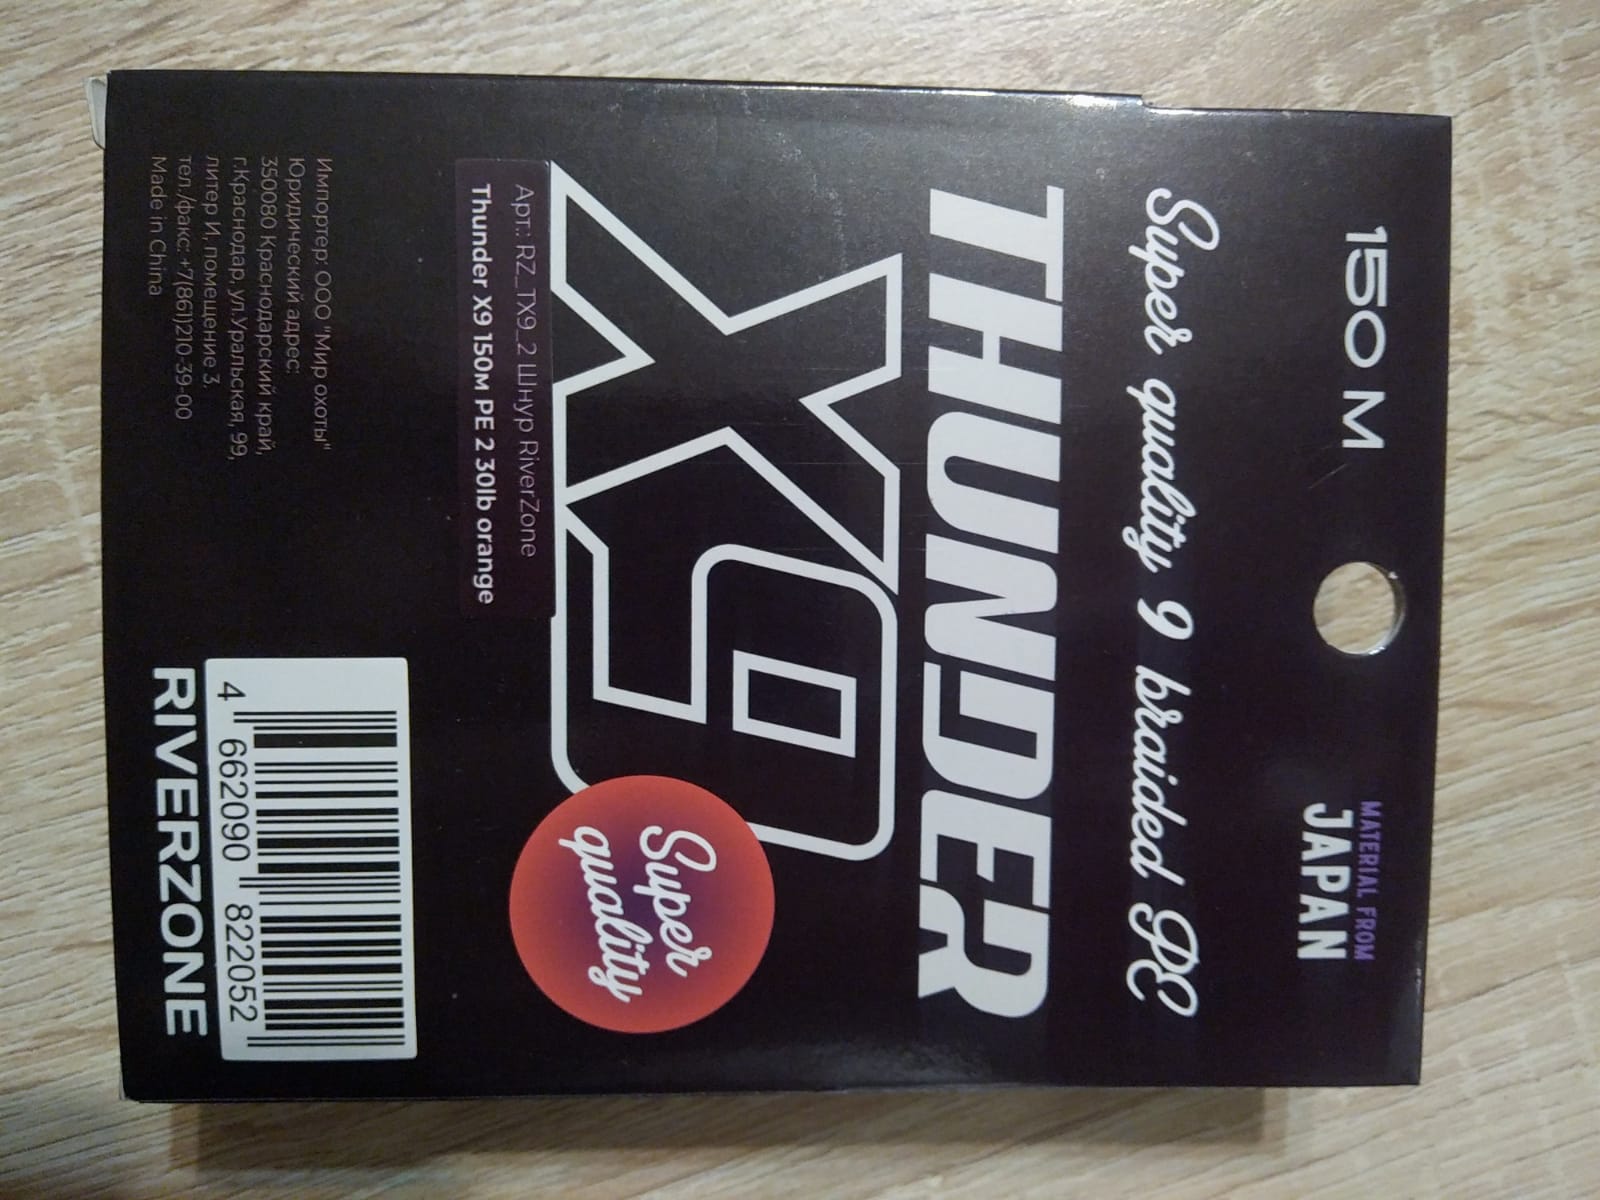 150 M
MATERIAL FROM
JAPAN
Super quality 9 braided PE
THUNDER
X9
Super
quality
Арт.: RZ_TX9_2 Шнур RiverZone
Thunder X9 150м PE 2 30lb orange
Импортер: ООО "Мир охоты"
Юридический адрес:
350080 Краснодарский край,
г.Краснодар, ул.Уральская, 99,
литер И, помещение 3.
тел./факс: +7(861)210-39-00
Made in China
4 662090 822052
RIVERZONE